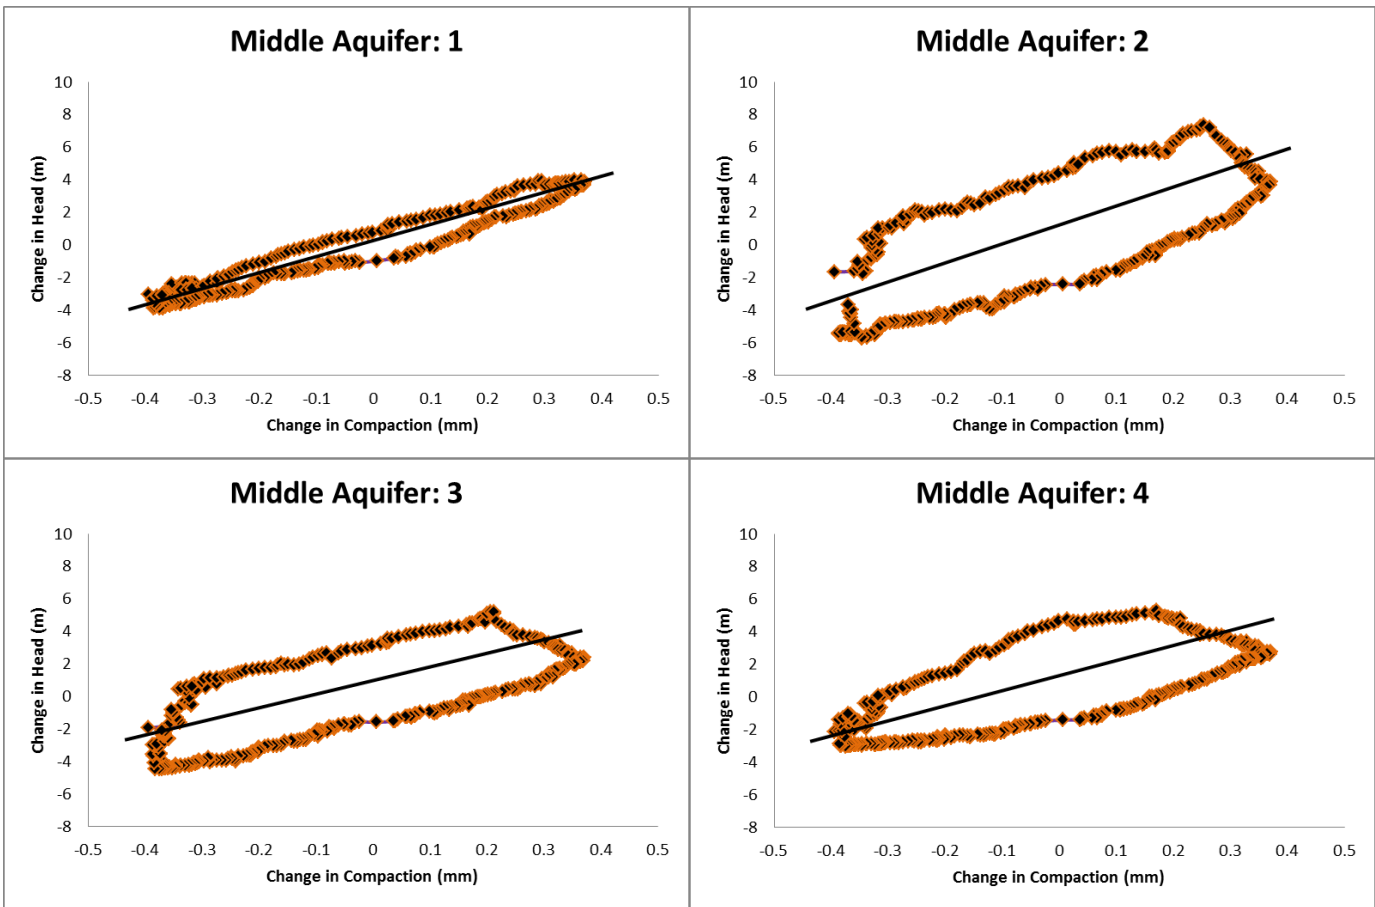 Middle Aquifer: 1
10
8
6
4
2
0
-2
-4
-6
-8
Change in Head (m)
-0.5 -0.4 -0.3 -0.2 -0.1 0 0.1 0.2 0.3 0.4 0.5
Change in Compaction (mm)
Middle Aquifer: 2
10
8
6
4
2
0
-2
-4
-6
-8
Change in Head (m)
-0.5 -0.4 -0.3 -0.2 -0.1 0 0.1 0.2 0.3 0.4 0.5
Change in Compaction (mm)
Middle Aquifer: 3
10
8
6
4
2
0
-2
-4
-6
-8
Change in Head (m)
-0.5 -0.4 -0.3 -0.2 -0.1 0 0.1 0.2 0.3 0.4 0.5
Change in Compaction (mm)
Middle Aquifer: 4
10
8
6
4
2
0
-2
-4
-6
-8
Change in Head (m)
-0.5 -0.4 -0.3 -0.2 -0.1 0 0.1 0.2 0.3 0.4 0.5
Change in Compaction (mm)